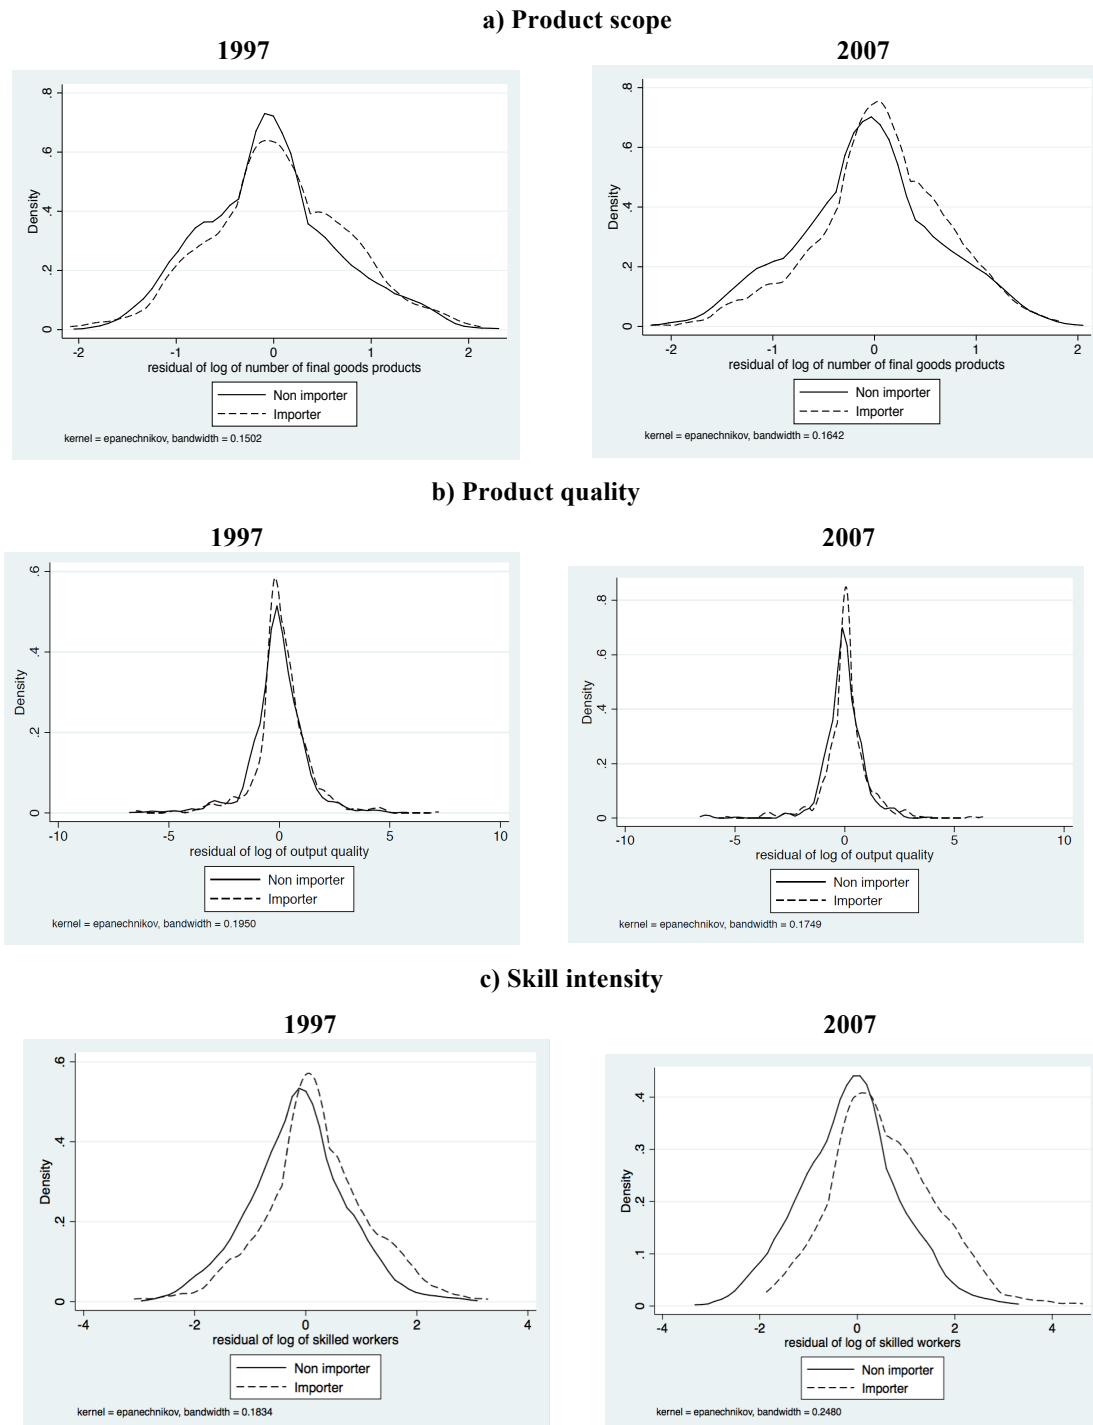 a) Product scope
1997
2007
.8
.6
.4
.2
0
Density
-2
-1
0
1
2
residual of log of number of final goods products
Non importer
Importer
kernel = epanechnikov, bandwidth = 0.1502
.8
.6
.4
.2
0
Density
-2
-1
0
1
2
residual of log of number of final goods products
Non importer
Importer
kernel = epanechnikov, bandwidth = 0.1642
b) Product quality
1997
2007
.6
.4
.2
0
Density
-10
-5
0
5
10
residual of log of output quality
Non importer
Importer
kernel = epanechnikov, bandwidth = 0.1950
.8
.6
.4
.2
0
Density
-10
-5
0
5
10
residual of log of output quality
Non importer
Importer
kernel = epanechnikov, bandwidth = 0.1749
c) Skill intensity
1997
2007
.6
.4
.2
0
Density
-4
-2
0
2
4
residual of log of skilled workers
Non importer
Importer
kernel = epanechnikov, bandwidth = 0.1834
.4
.3
.2
.1
0
Density
-4
-2
0
2
4
residual of log of skilled workers
Non importer
Importer
kernel = epanechnikov, bandwidth = 0.2480